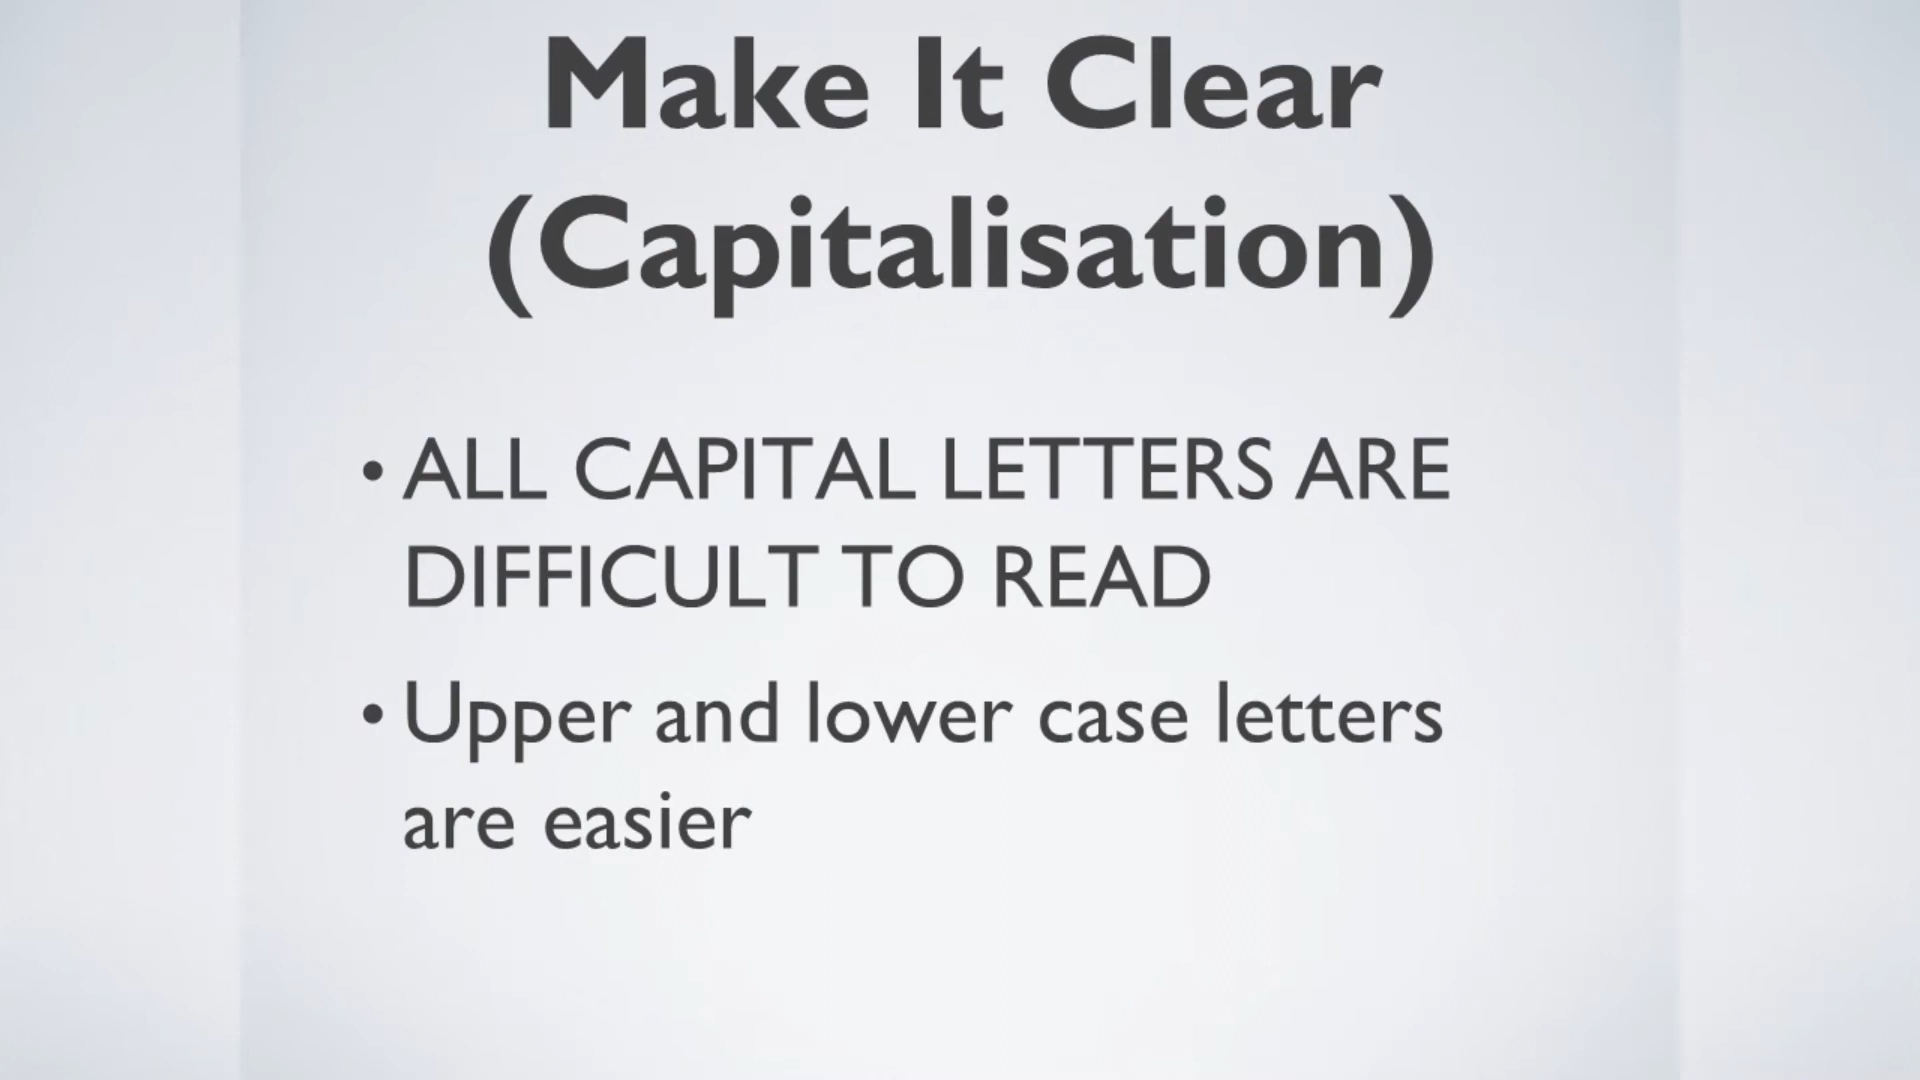 Make It Clear
(Capitalisation)
• ALL CAPITAL LETTERS ARE
DIFFICULT TO READ
• Upper and lower case letters
are easier